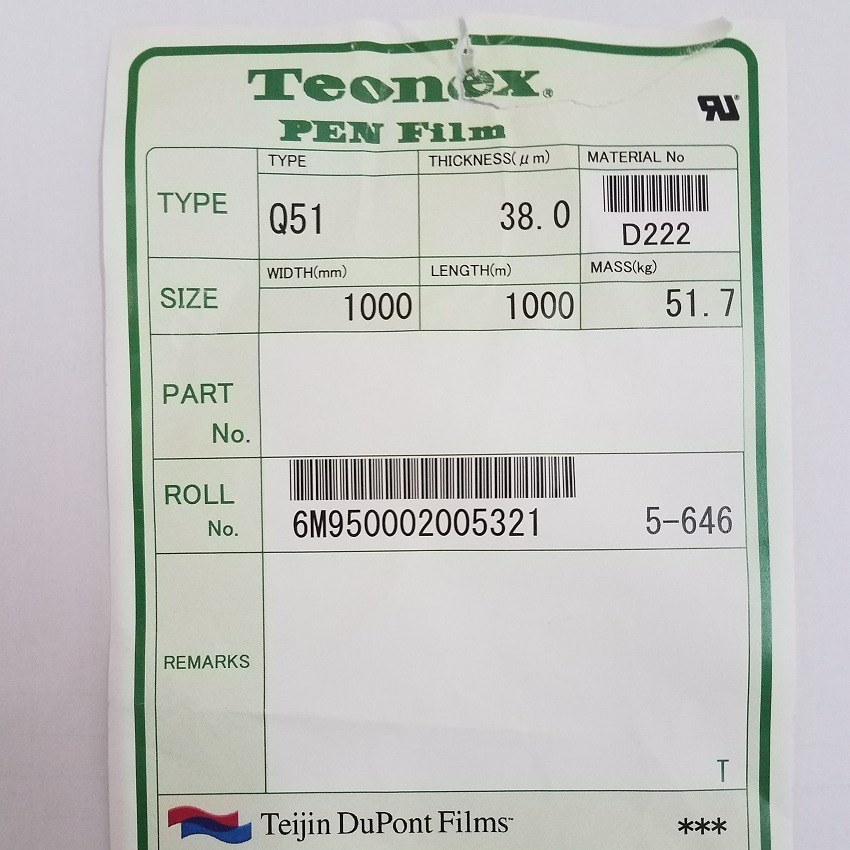 Teonex®
PEN Film
TYPE THICKNESS(μm) MATERIAL No
TYPE Q51 38.0 D222
WIDTH(mm) LENGTH(m) MASS(kg)
SIZE 1000 1000 51.7
PART
No.
ROLL
No. 6M950002005321 5-646
REMARKS
T
Teijin DuPont Films™ ***